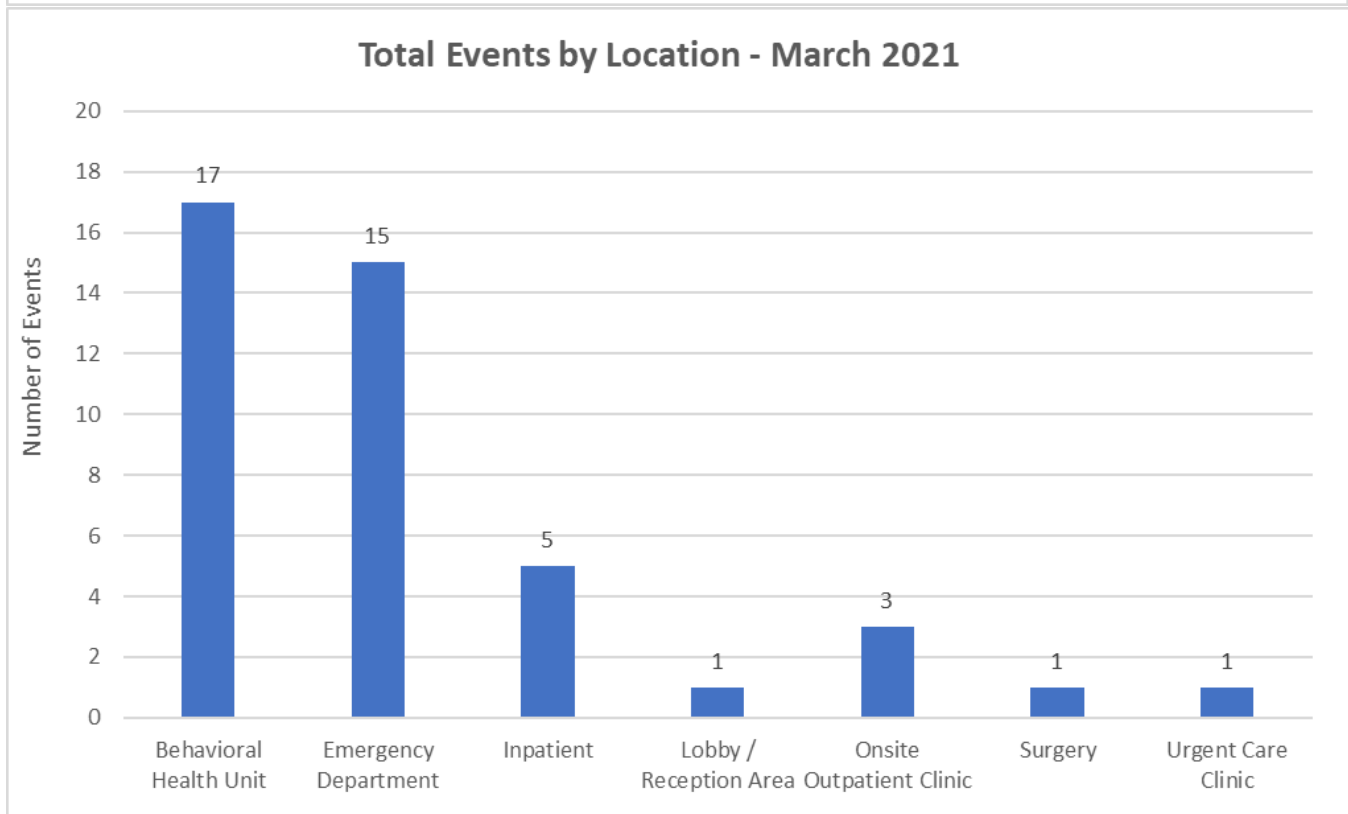 Total Events by Location - March 2021
Number of Events
20
18
16
14
12
10
8
6
4
2
0
17
15
5
1
3
1
1
Behavioral
Health Unit
Emergency
Department
Inpatient
Lobby /
Reception Area
Onsite
Outpatient Clinic
Surgery
Urgent Care
Clinic